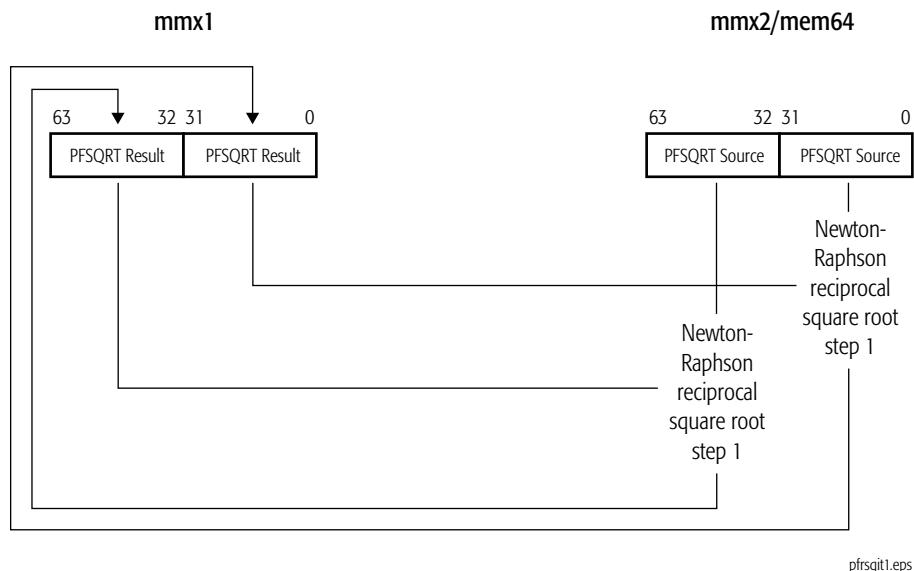 mmx1
mmx2/mem64
63 32 31 0
63 32 31 0
PFSQRT Result PFSQRT Result
PFSQRT Source PFSQRT Source
Newton-
Raphson
reciprocal
square root
step 1
Newton-
Raphson
reciprocal
square root
step 1
pfrsqit1.eps